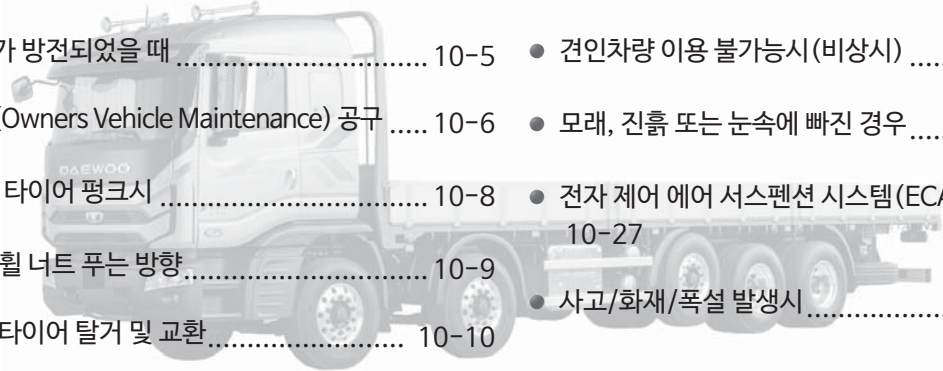 가 방전되었을 때 .............................. 10-5
(Owners Vehicle Maintenance) 공구 ..... 10-6
타이어 펑크시 ................................ 10-8
휠 너트 푸는 방향............................. 10-9
타이어 탈거 및 교환........................ 10-10
● 견인차량 이용 불가능시(비상시) .....
● 모래, 진흙 또는 눈속에 빠진 경우.....
● 전자 제어 에어 서스펜션 시스템(ECA
10-27
● 사고/화재/폭설 발생시..................
DAEWOO